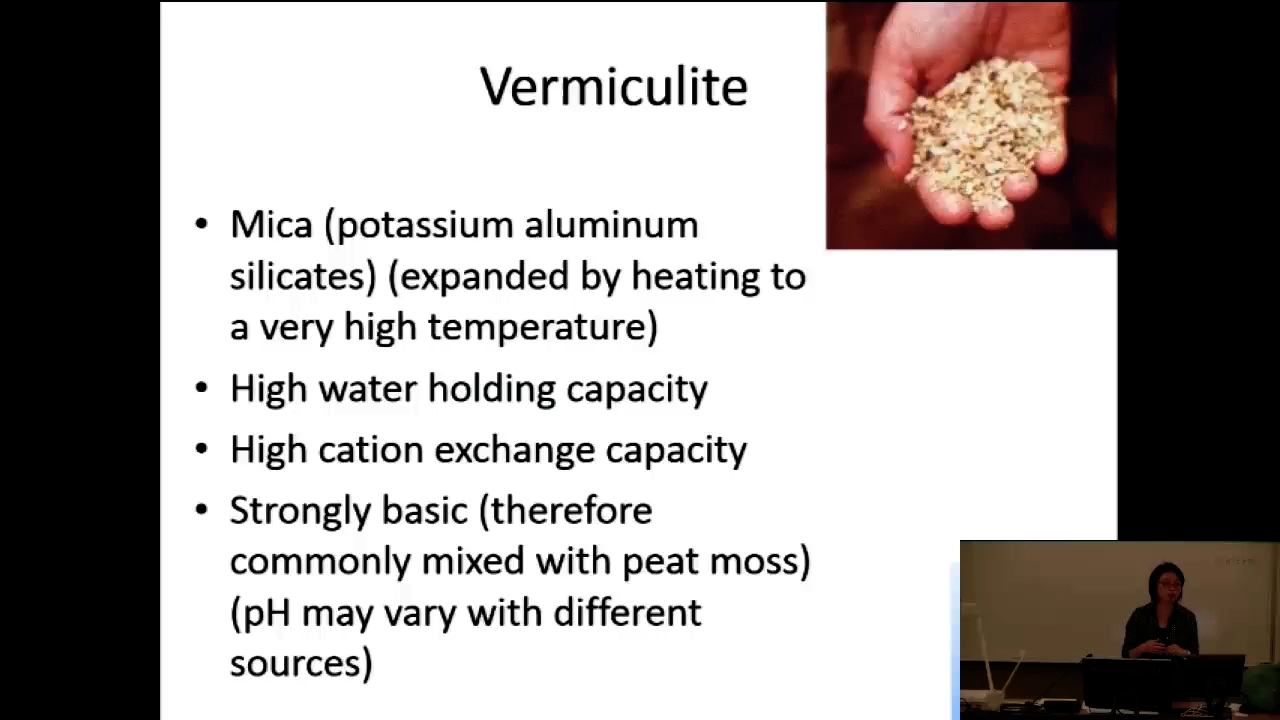 Vermiculite
• Mica (potassium aluminum
silicates) (expanded by heating to
a very high temperature)
• High water holding capacity
• High cation exchange capacity
• Strongly basic (therefore
commonly mixed with peat moss)
(pH may vary with different
sources)